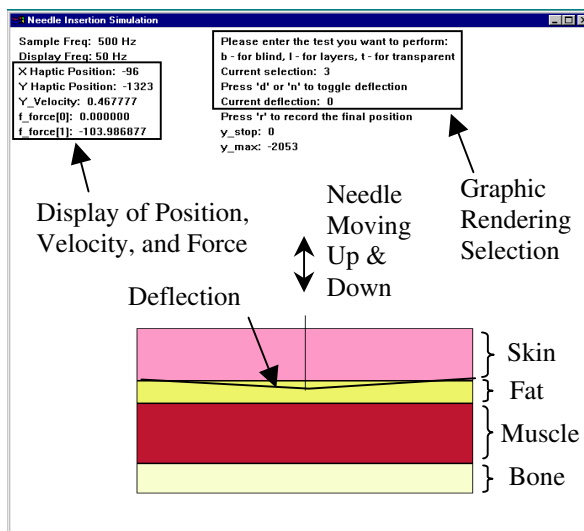 Needle Insertion Simulation
Sample Freq: 500 Hz
Display Freq: 50 Hz
X Haptic Position: -96
Y Haptic Position: -1323
Y_Velocity: 0.467777
f_force[0]: 0.000000
f_force[1]: -103.986877
Please enter the test you want to perform:
b - for blind, l - for layers, t - for transparent
Current selection: 3
Press 'd' or 'n' to toggle deflection
Current deflection: 0
Press 'r' to record the final position
y_stop: 0
y_max: -2053
Display of Position,
Velocity, and Force
Needle
Moving
Up &
Down
Graphic
Rendering
Selection
Deflection
Skin
Fat
Muscle
Bone